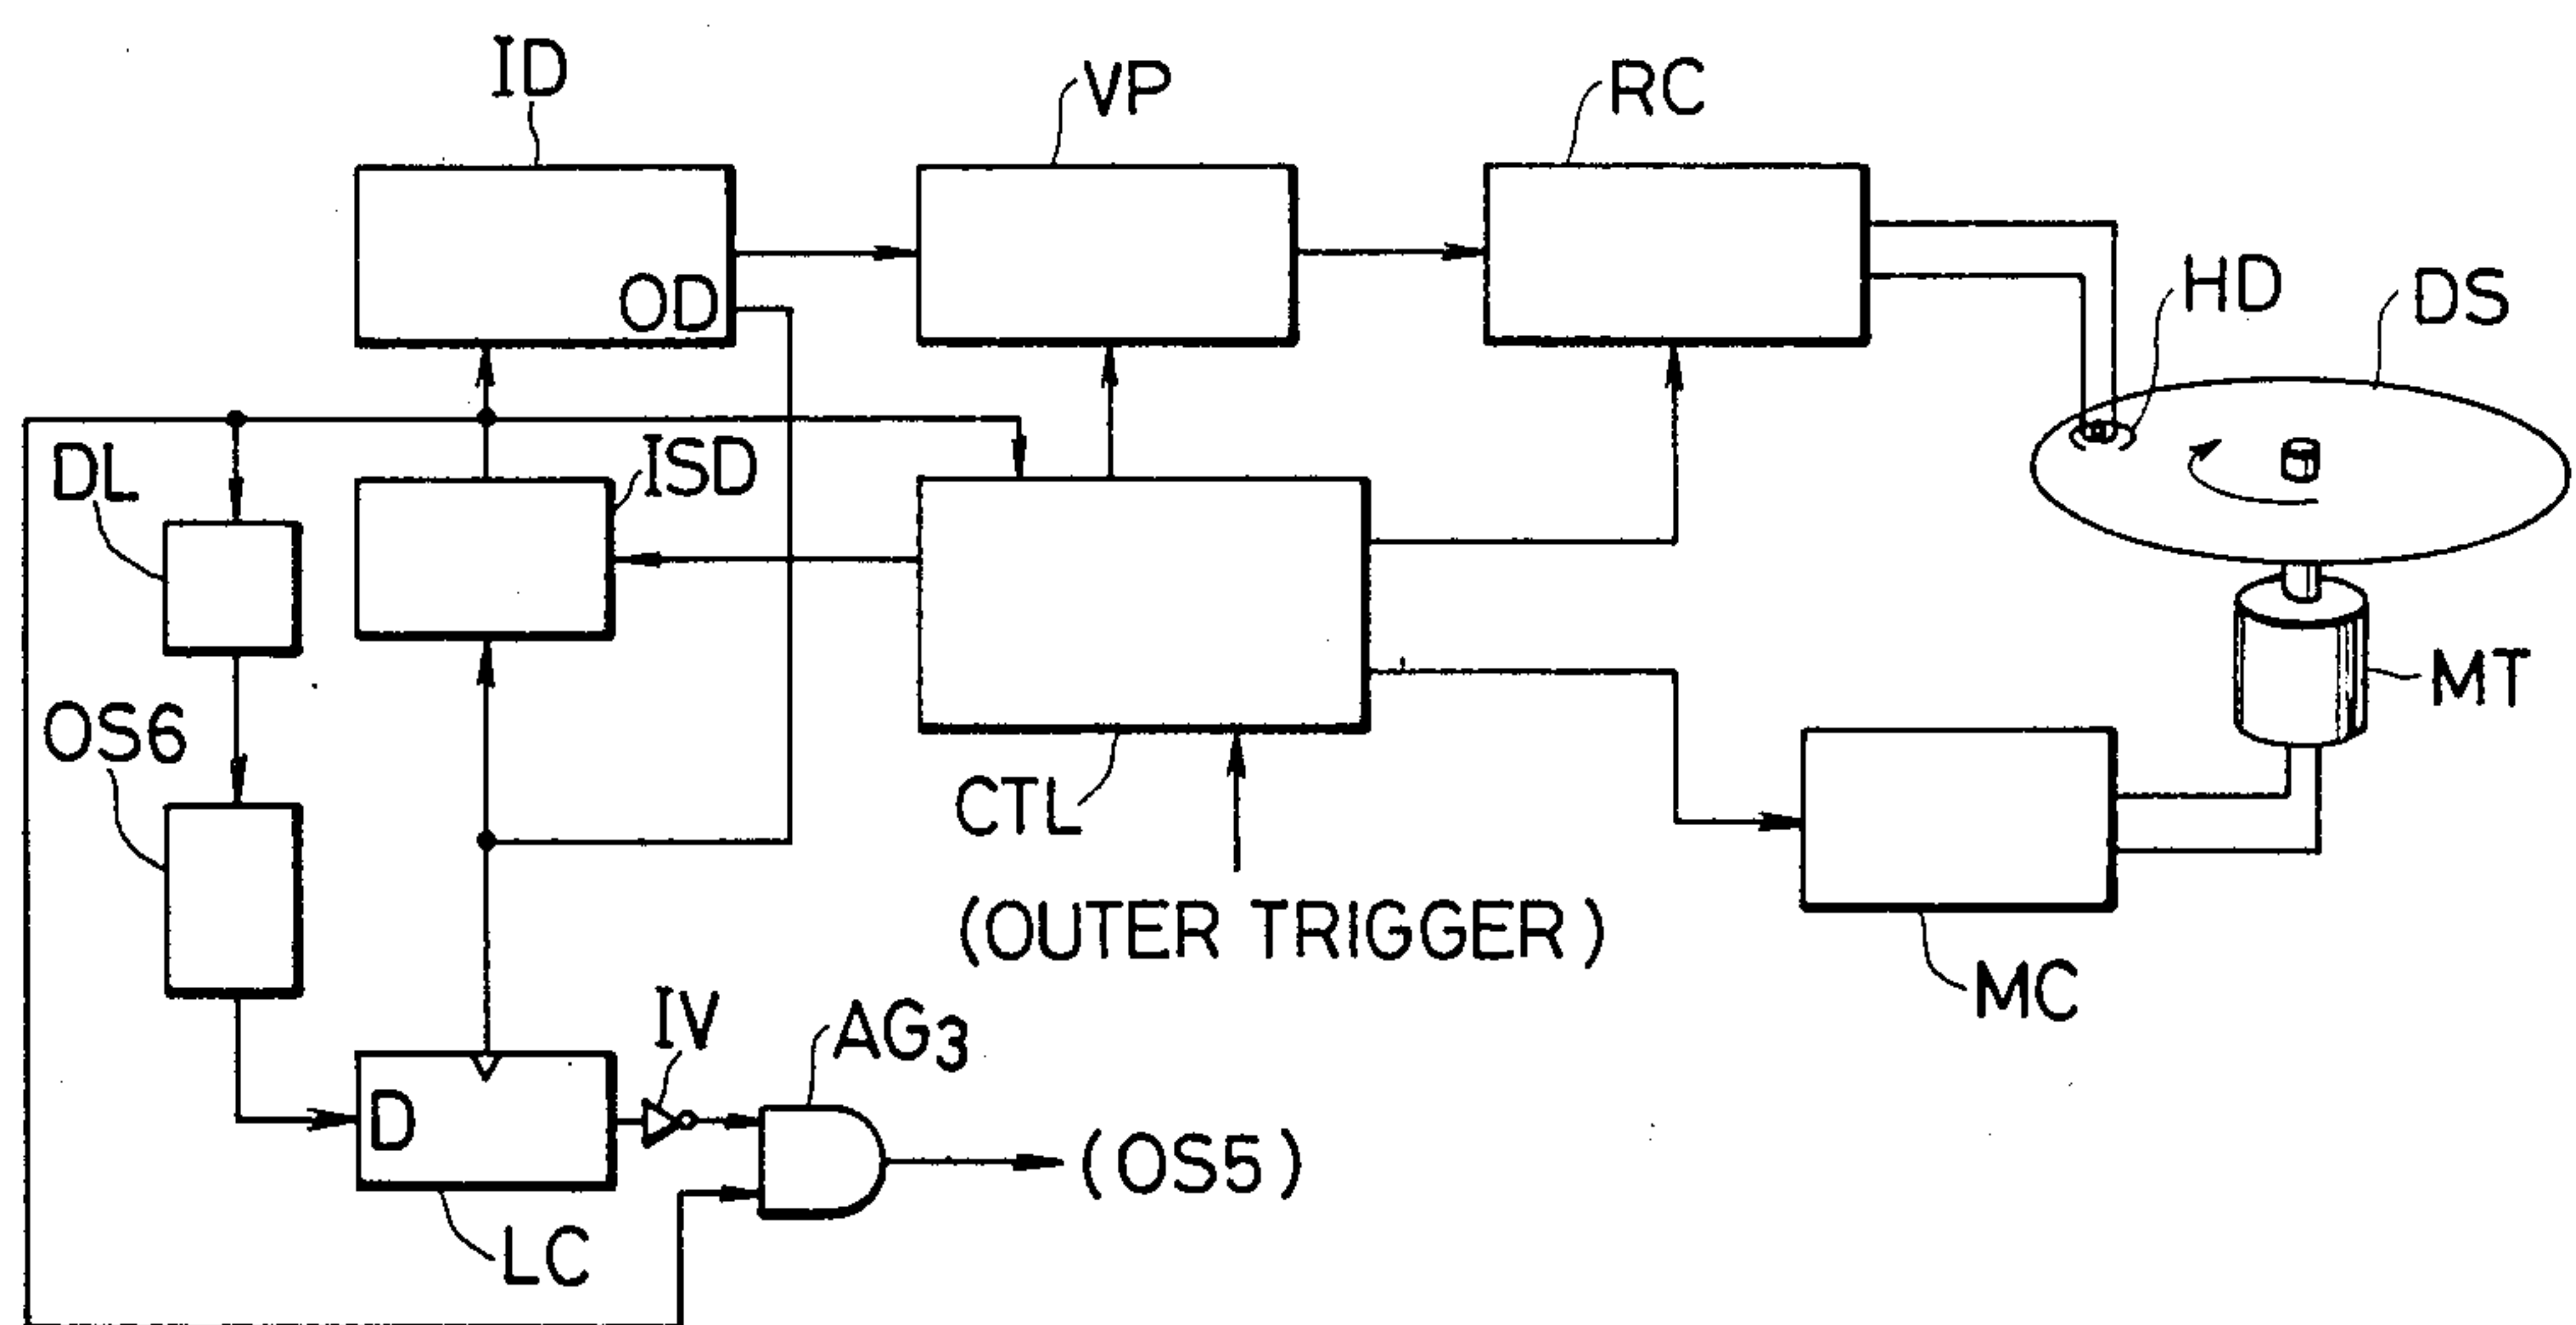 ID
VP
RC
OD
HD
DS
DL
ISD
OS6
MT
CTL
(OUTER TRIGGER)
MC
IV
AG3
D
(OS5)
LC